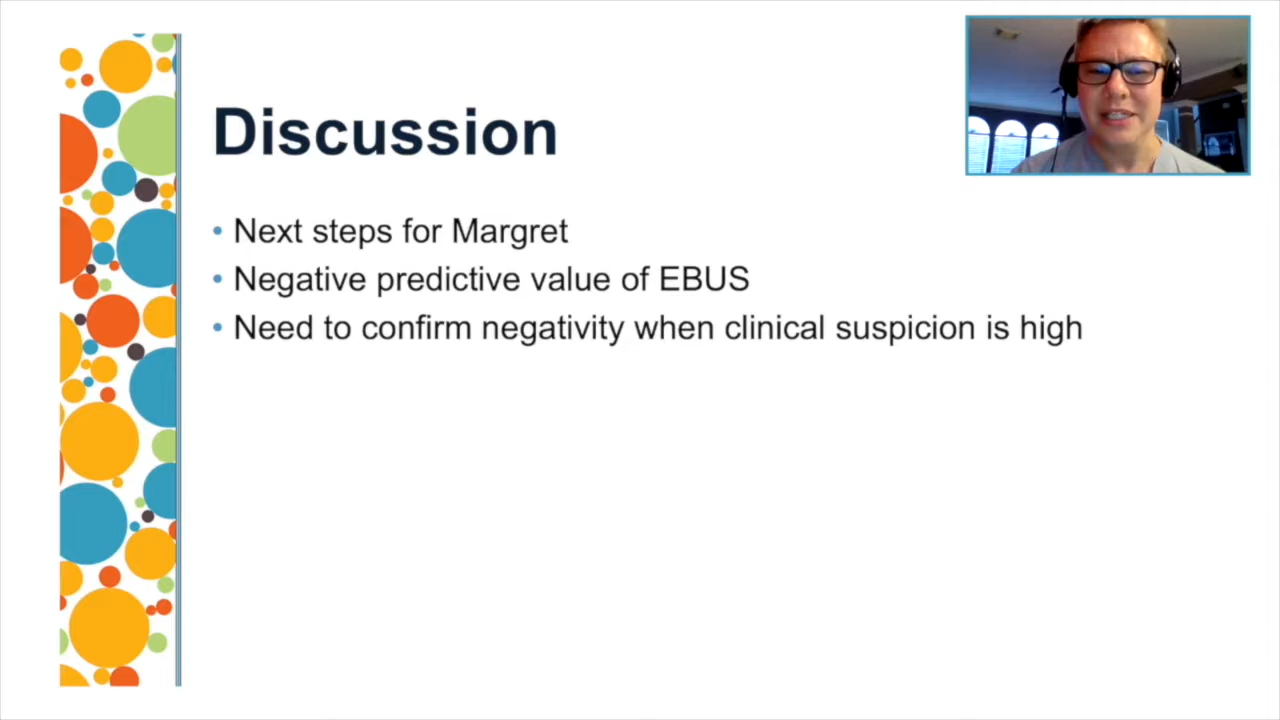 Discussion
• Next steps for Margret
• Negative predictive value of EBUS
• Need to confirm negativity when clinical suspicion is high